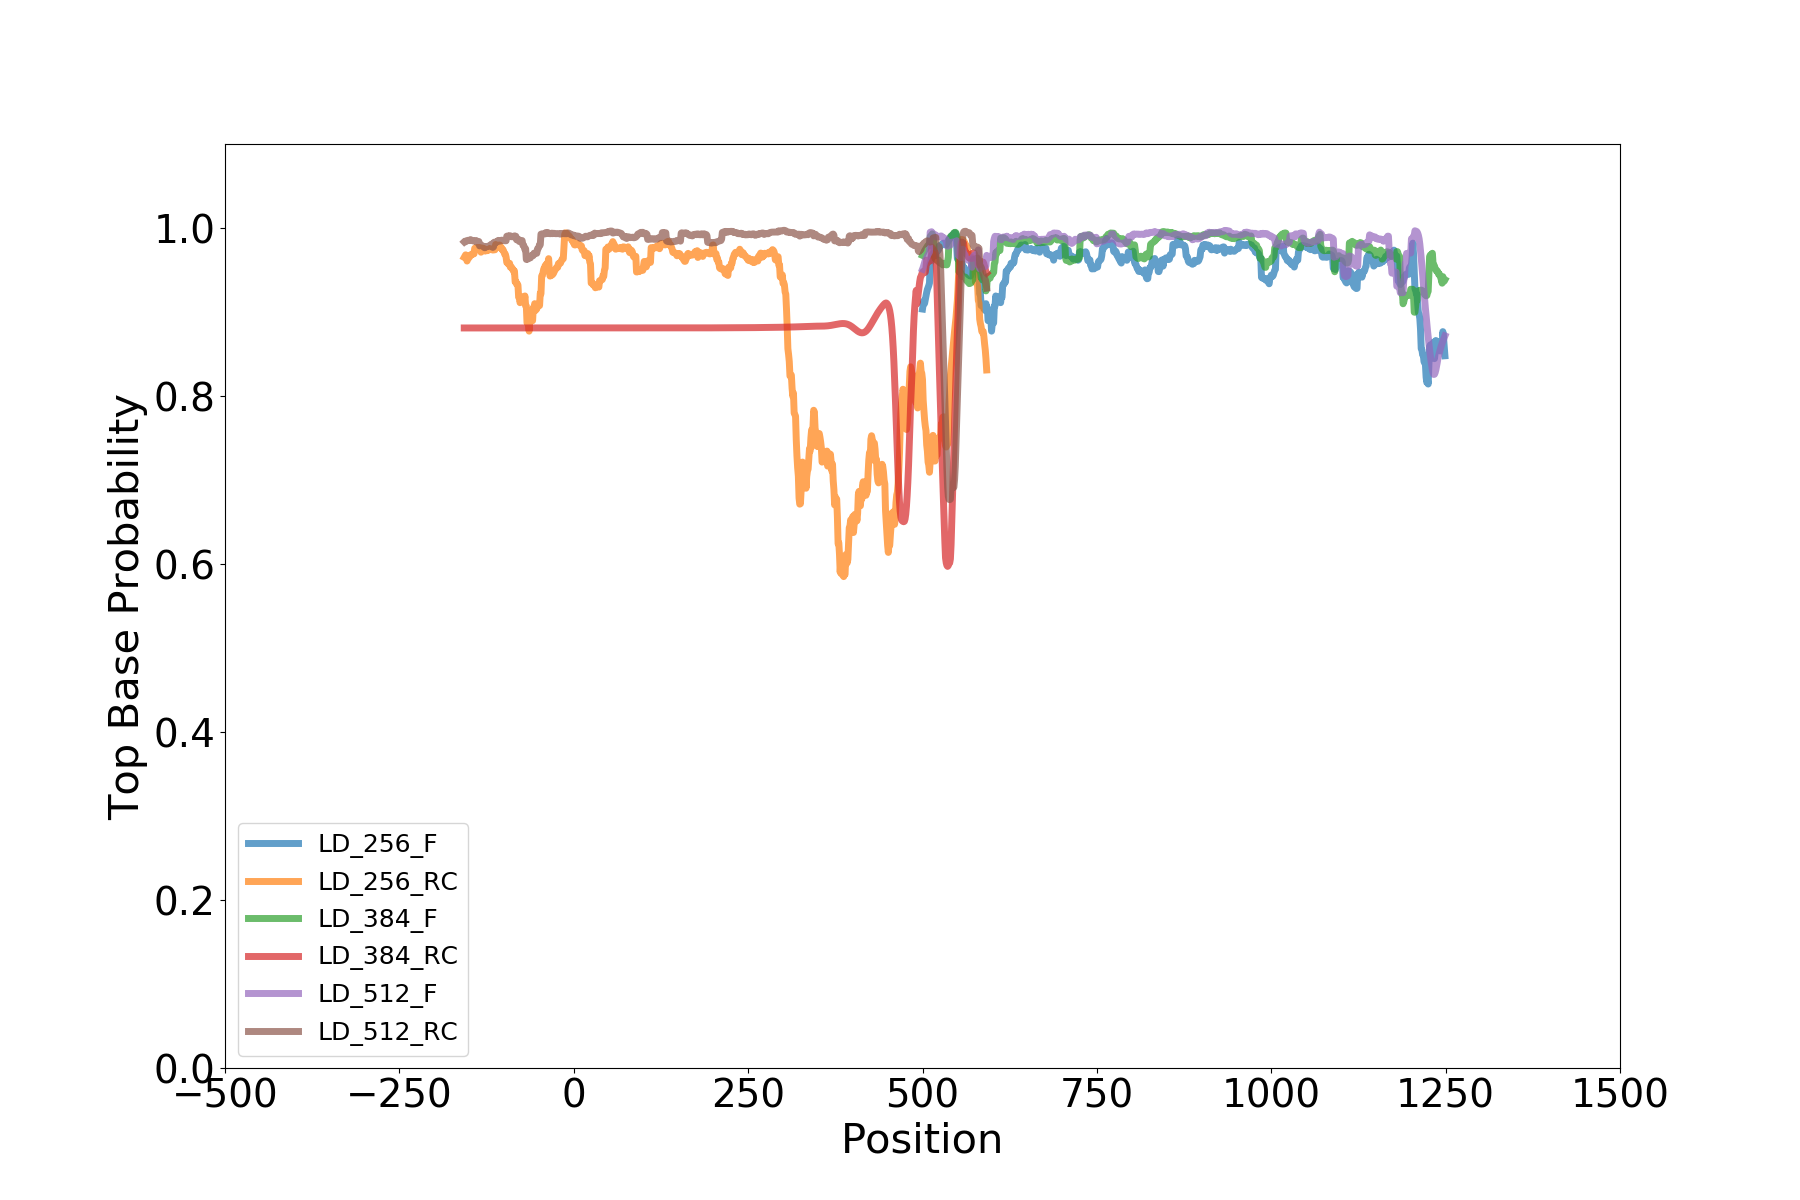 1.0
0.8
0.6
0.4
0.2
0.0
Top Base Probability
LD_256_F
LD_256_RC
LD_384_F
LD_384_RC
LD_512_F
LD_512_RC
−500 −250 0 250 500 750 1000 1250 1500
Position